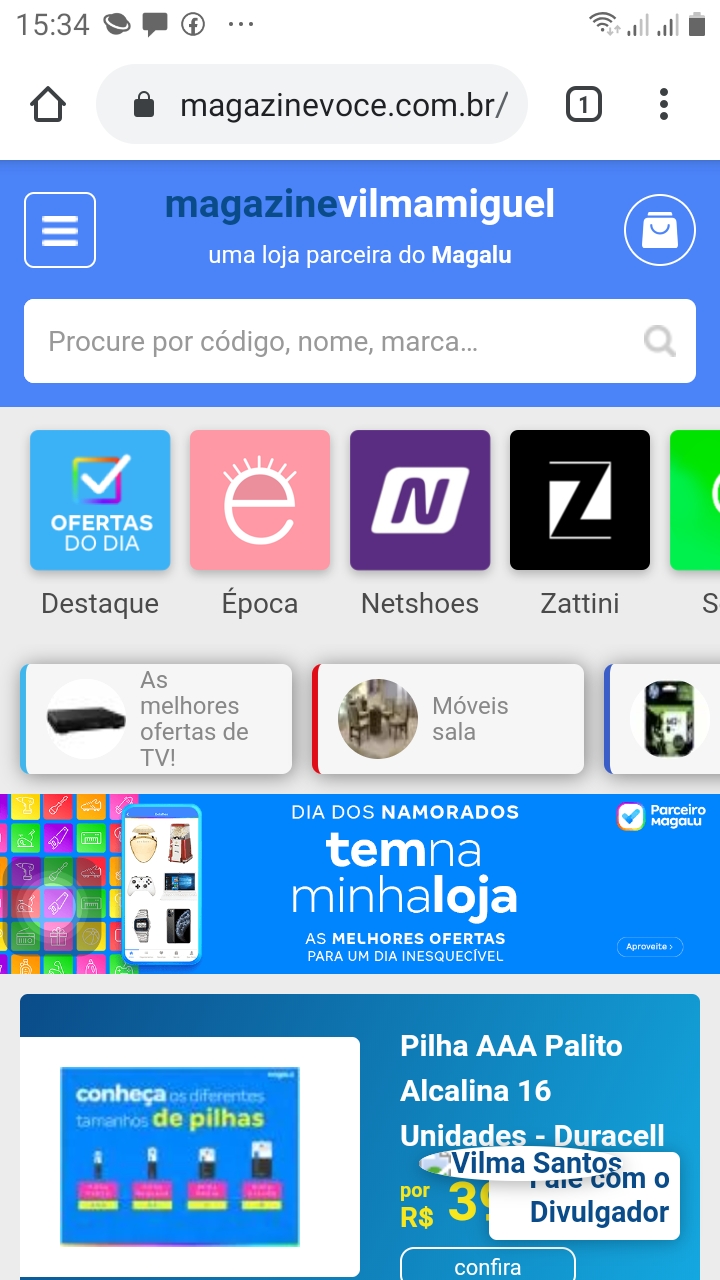 15:34
magazinevoce.com.br/
1
magazinevilmamiguel
uma loja parceira do Magalu
Procure por código, nome, marca...
OFERTAS
DO DIA
Destaque
Época
Netshoes
Zattini
S
As
melhores
ofertas de
TV!
Móveis
sala
DIA DOS NAMORADOS
temna
minhaloja
AS MELHORES OFERTAS
PARA UM DIA INESQUECÍVEL
Parceiro
Magalu
Aproveite >
conheça os diferentes
tamanhos de pilhas
Pilha AAA Palito
Alcalina 16
Unidades - Duracell
Vilma Santos
Fale com o
Divulgador
por
R$ 39
confira